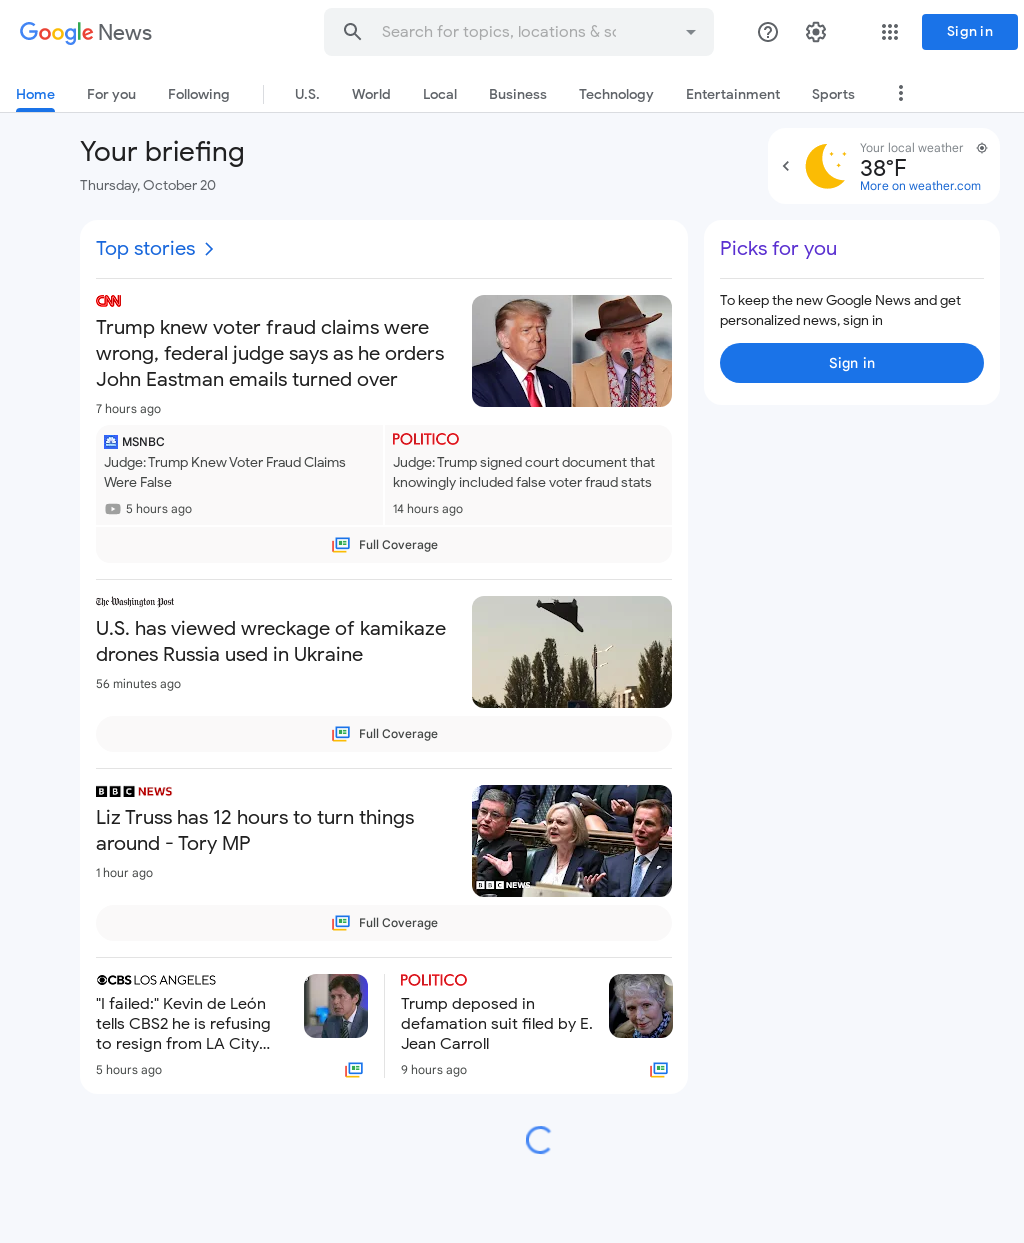 Google News
Search for topics, locations & so
Sign in
Home
For you
Following
U.S.
World
Local
Business
Technology
Entertainment
Sports
Your briefing
Thursday, October 20
Your local weather
38°F
More on weather.com
Top stories
CNN
Trump knew voter fraud claims were
wrong, federal judge says as he orders
John Eastman emails turned over
7 hours ago
MSNBC
Judge: Trump Knew Voter Fraud Claims
Were False
5 hours ago
POLITICO
Judge: Trump signed court document that
knowingly included false voter fraud stats
14 hours ago
Full Coverage
The Washington Post
U.S. has viewed wreckage of kamikaze
drones Russia used in Ukraine
56 minutes ago
Full Coverage
BBC NEWS
Liz Truss has 12 hours to turn things
around - Tory MP
1 hour ago
BBC NEWS
Full Coverage
CBS LOS ANGELES
"I failed:" Kevin de León
tells CBS2 he is refusing
to resign from LA City...
5 hours ago
POLITICO
Trump deposed in
defamation suit filed by E.
Jean Carroll
9 hours ago
Picks for you
To keep the new Google News and get
personalized news, sign in
Sign in